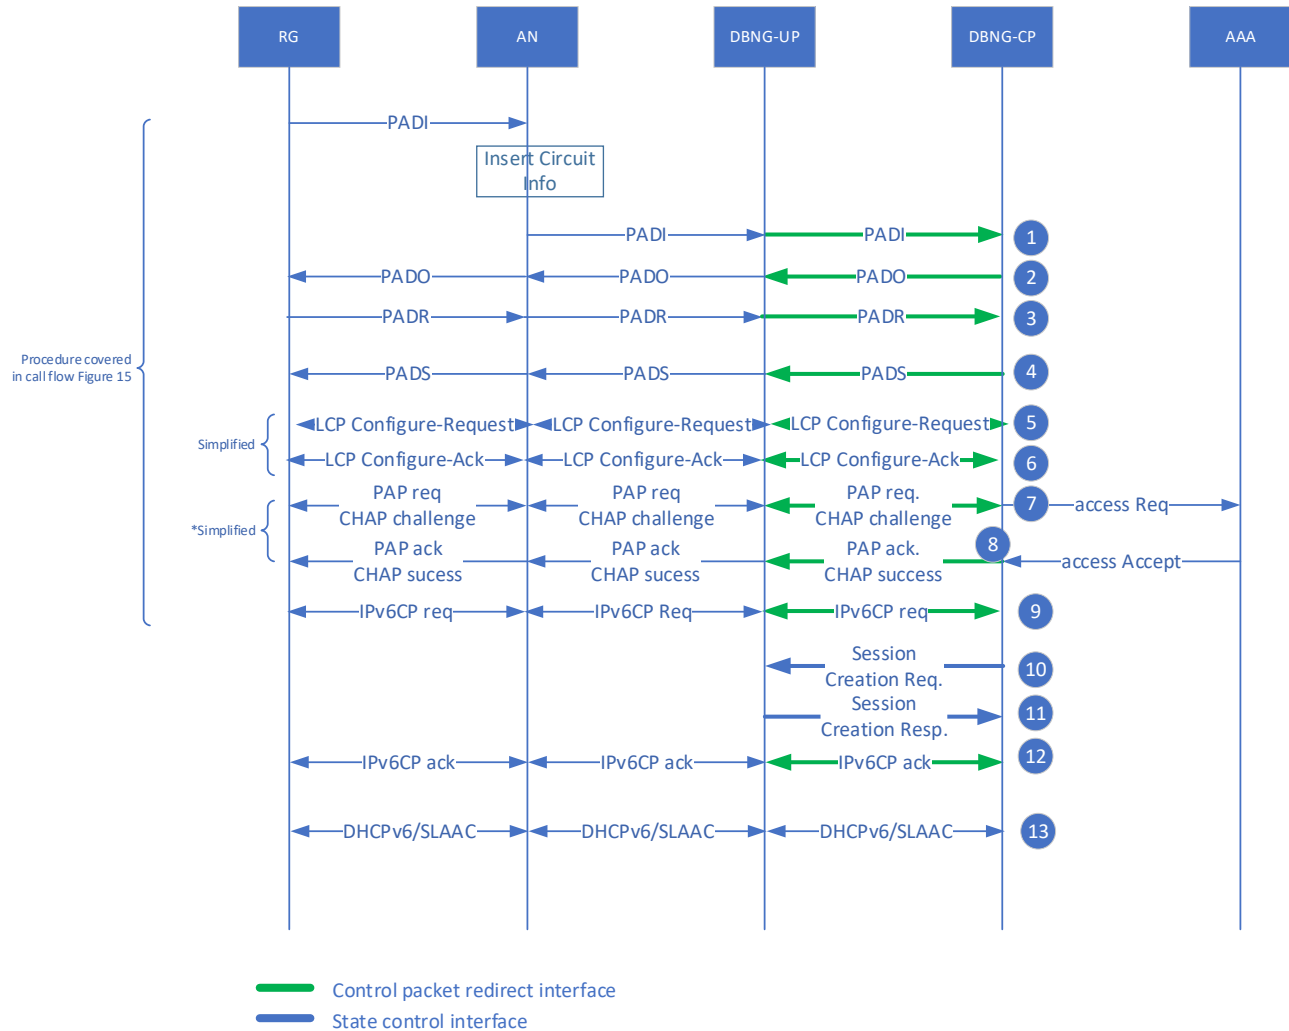 RG
AN
DBNG-UP
DBNG-CP
AAA
PADI
Insert Circuit
Info
PADI
PADI
1
PADO
PADO
PADO
2
PADR
PADR
PADR
3
Procedure covered
in call flow Figure 15
PADS
PADS
PADS
4
Simplified
LCP Configure-Request
LCP Configure-Request
LCP Configure-Request
5
LCP Configure-Ack
LCP Configure-Ack
LCP Configure-Ack
6
*Simplified
PAP req
CHAP challenge
PAP req
CHAP challenge
PAP req.
CHAP challenge
7
access Req
PAP ack
CHAP sucess
PAP ack
CHAP sucess
PAP ack.
CHAP success
8
access Accept
IPv6CP req
IPv6CP Req
IPv6CP req
9
Session
Creation Req.
10
Session
Creation Resp.
11
IPv6CP ack
IPv6CP ack
IPv6CP ack
12
DHCPv6/SLAAC
DHCPv6/SLAAC
DHCPv6/SLAAC
13
Control packet redirect interface
State control interface